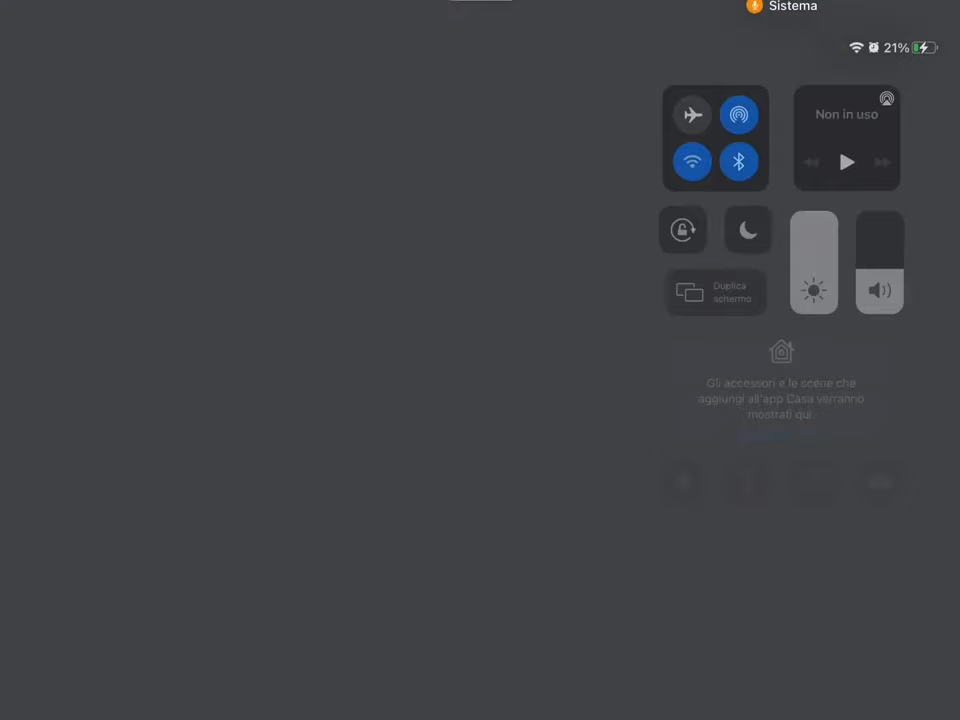 Sistema
21%
Non in uso
Duplica
schermo
Gli accessori e le scene che
aggiungi all'app Casa verranno
mostrati qui.